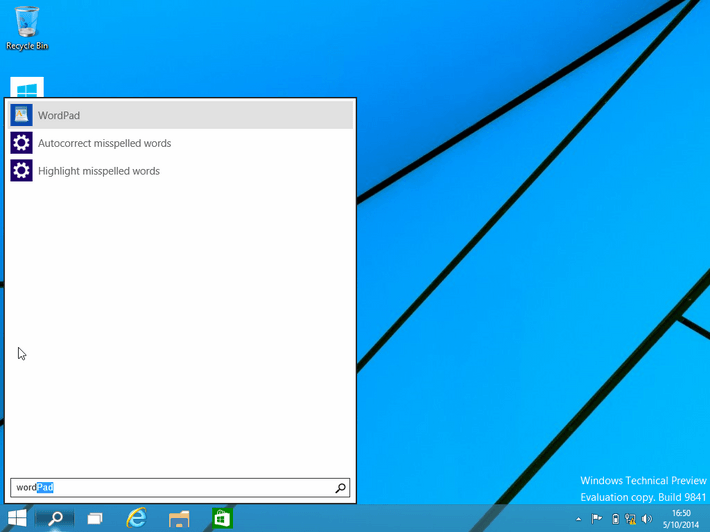 Recycle Bin
WordPad
Autocorrect misspelled words
Highlight misspelled words
wordPad
Windows Technical Preview
Evaluation copy. Build 9841
16:50
5/10/2014